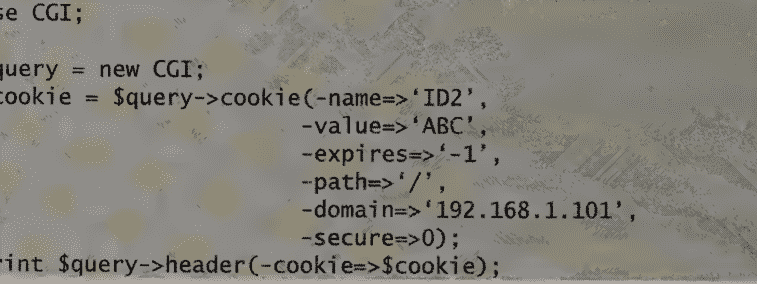 se CGI;
query = new CGI;
cookie = $query->cookie(-name=>‘ID2’,
-value=>‘ABC’,
-expires=>‘-1’,
-path=>‘/’,
-domain=>‘192.168.1.101’,
-secure=>0);
rint $query->header(-cookie=>$cookie);